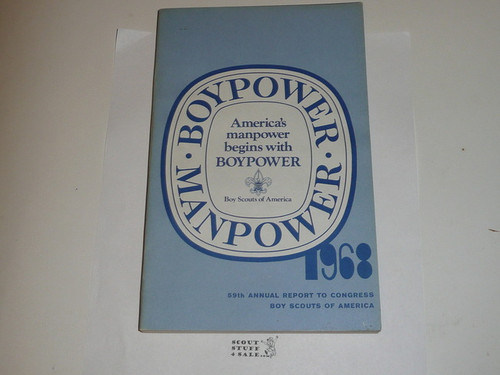 BOYPOWER · MANPOWER ·
America's
manpower
begins with
BOYPOWER
Boy Scouts of America
1968
59th ANNUAL REPORT TO CONGRESS
BOY SCOUTS OF AMERICA
SCOUT
STUFF
4 SALE...